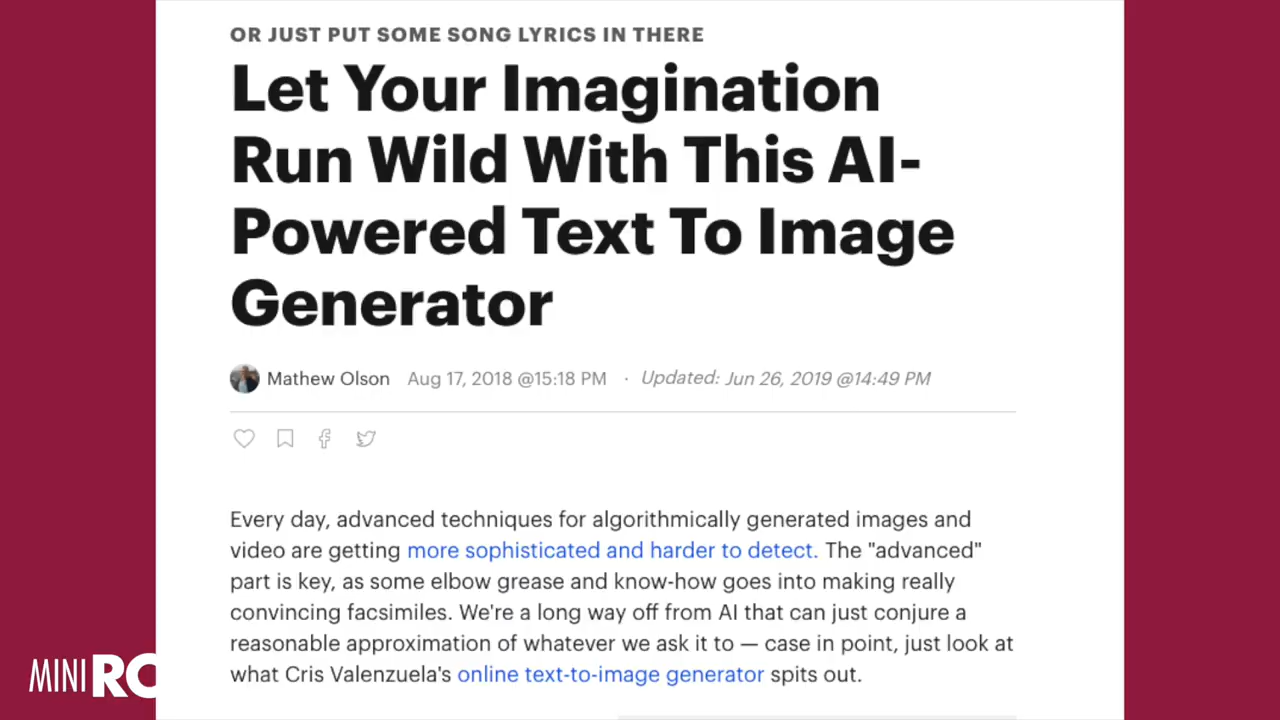 OR JUST PUT SOME SONG LYRICS IN THERE
Let Your Imagination
Run Wild With This AI-
Powered Text To Image
Generator
Mathew Olson Aug 17, 2018 @15:18 PM · Updated: Jun 26, 2019 @14:49 PM
Every day, advanced techniques for algorithmically generated images and
video are getting more sophisticated and harder to detect. The "advanced"
part is key, as some elbow grease and know-how goes into making really
convincing facsimiles. We're a long way off from AI that can just conjure a
reasonable approximation of whatever we ask it to — case in point, just look at
what Cris Valenzuela's online text-to-image generator spits out.
MINI RO